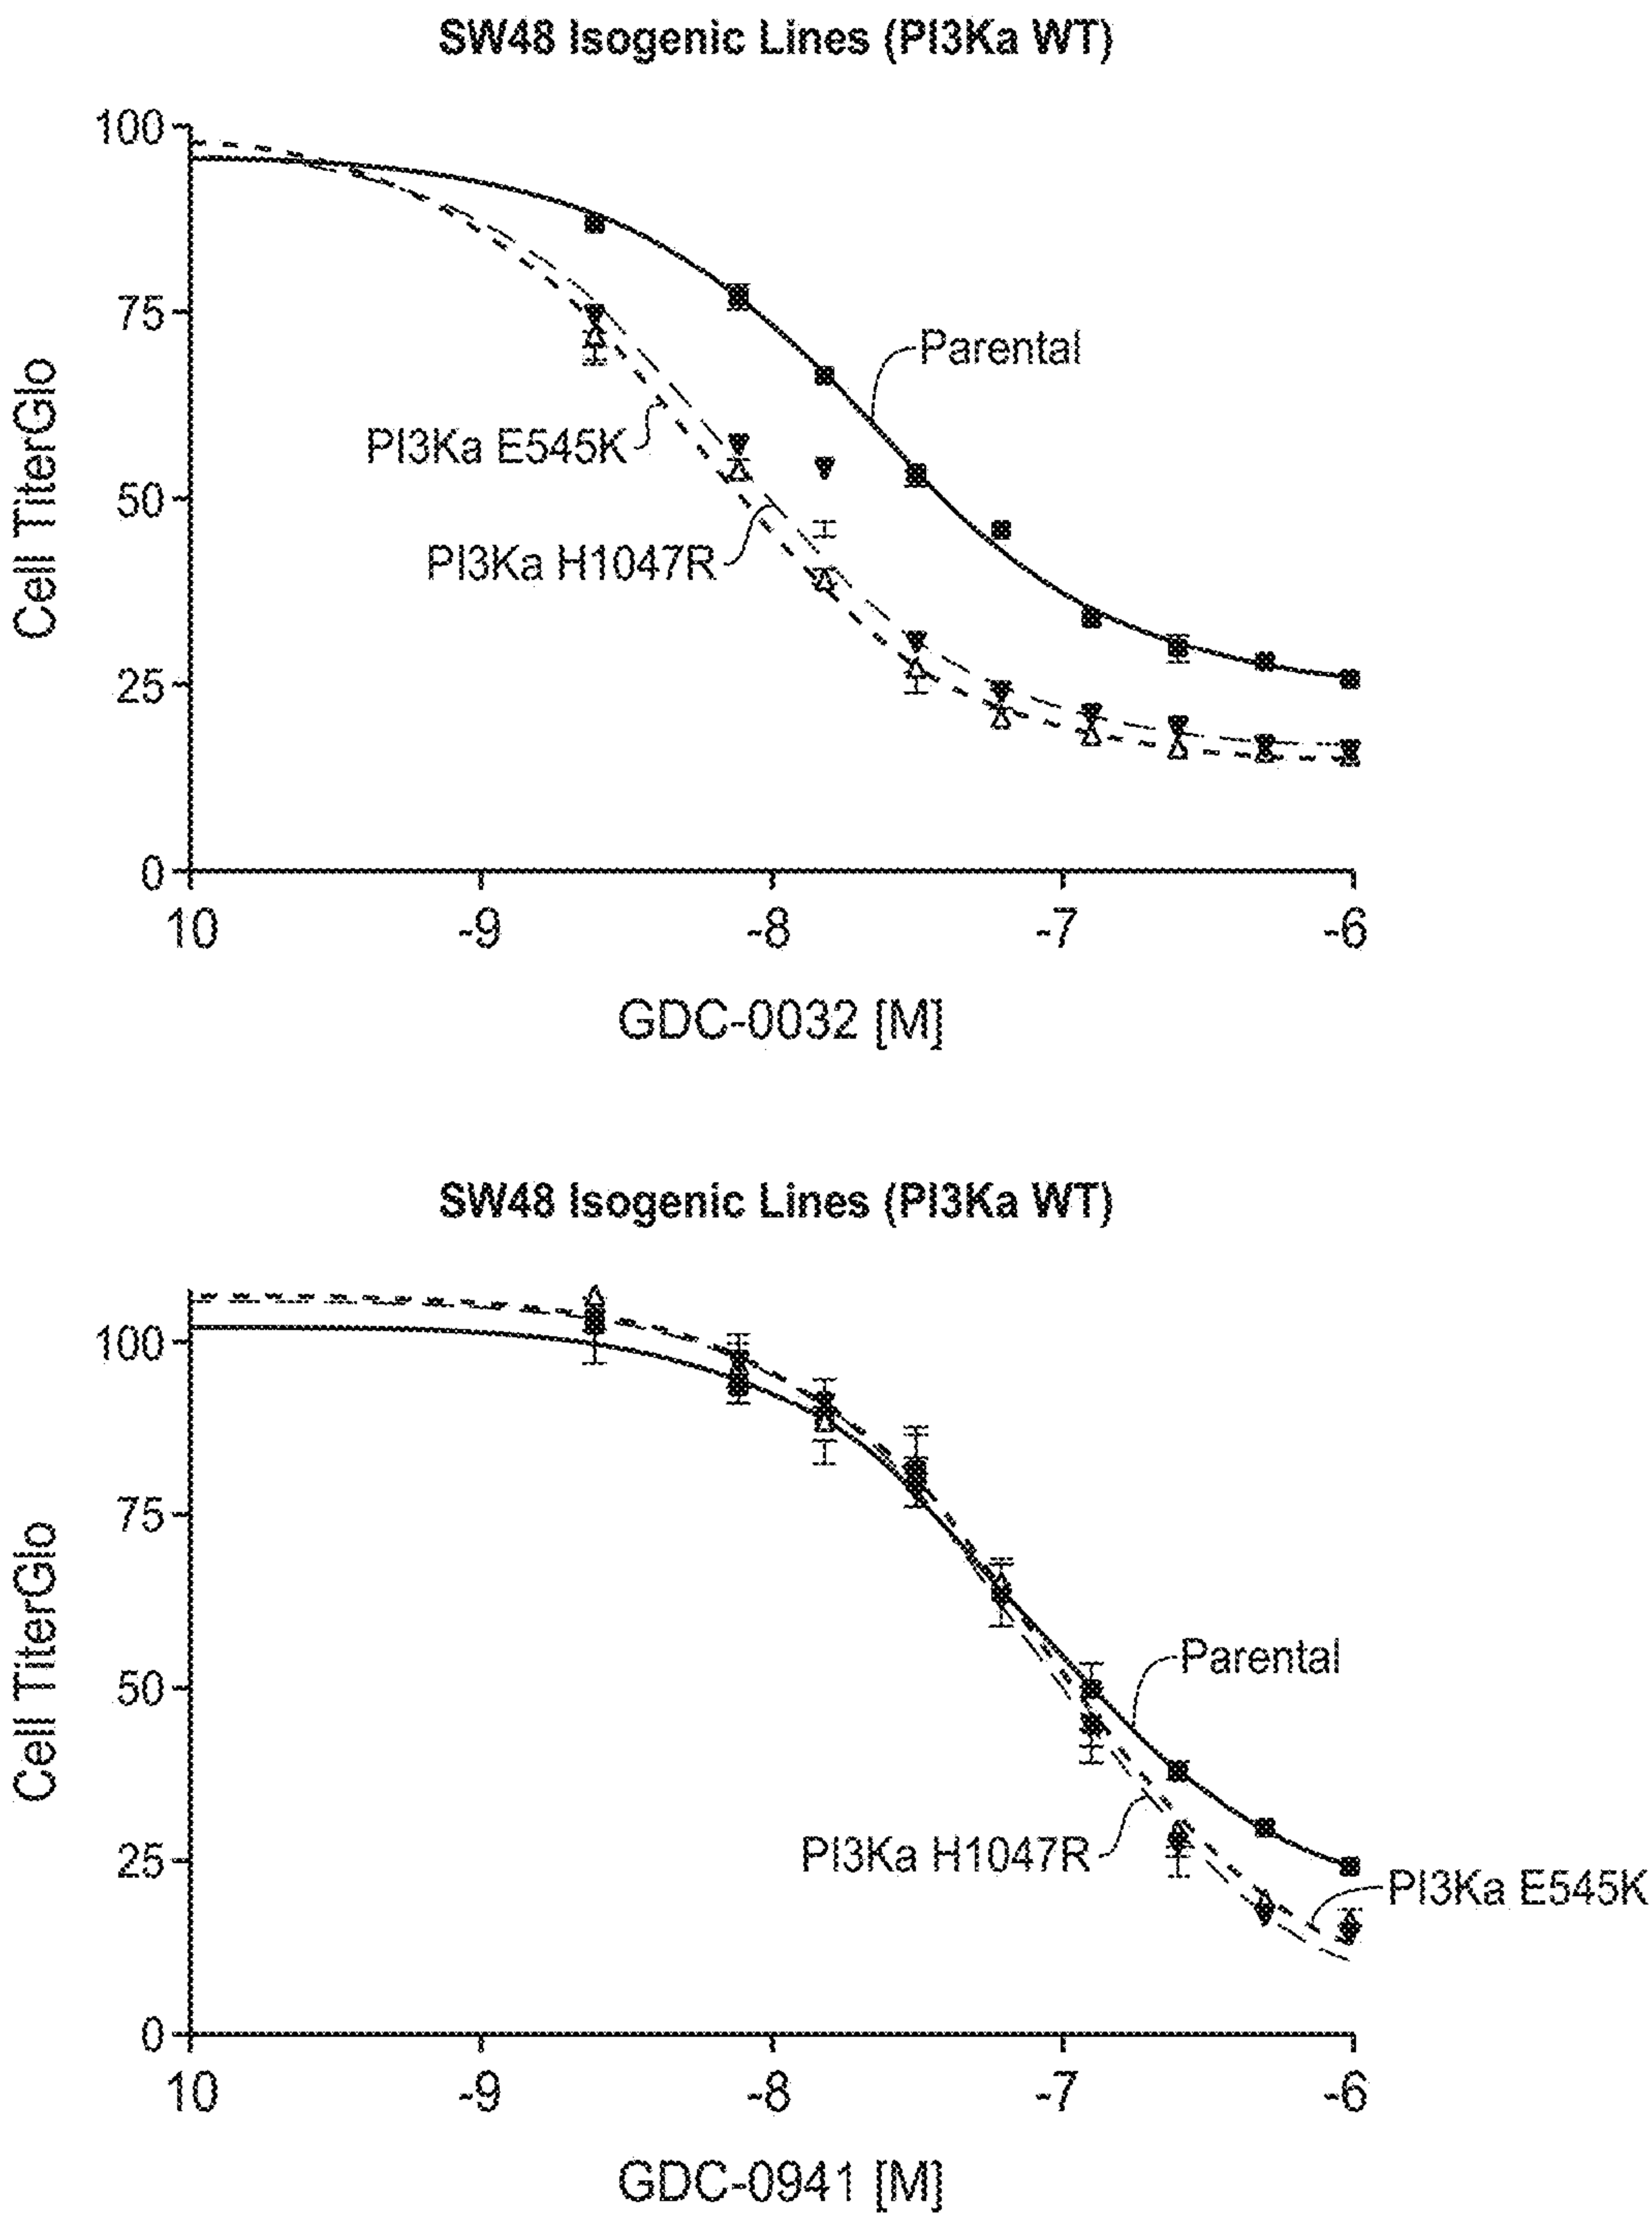 SW48 Isogenic Lines (PI3Ka WT)
100
75
50
25
0
Cell TiterGlo
Parental
PI3Ka E545K
PI3Ka H1047R
10 -9 -8 -7 -6
GDC-0032 [M]
SW48 Isogenic Lines (PI3Ka WT)
100
75
50
25
0
Cell TiterGlo
Parental
PI3Ka H1047R
PI3Ka E545K
10 -9 -8 -7 -6
GDC-0941 [M]